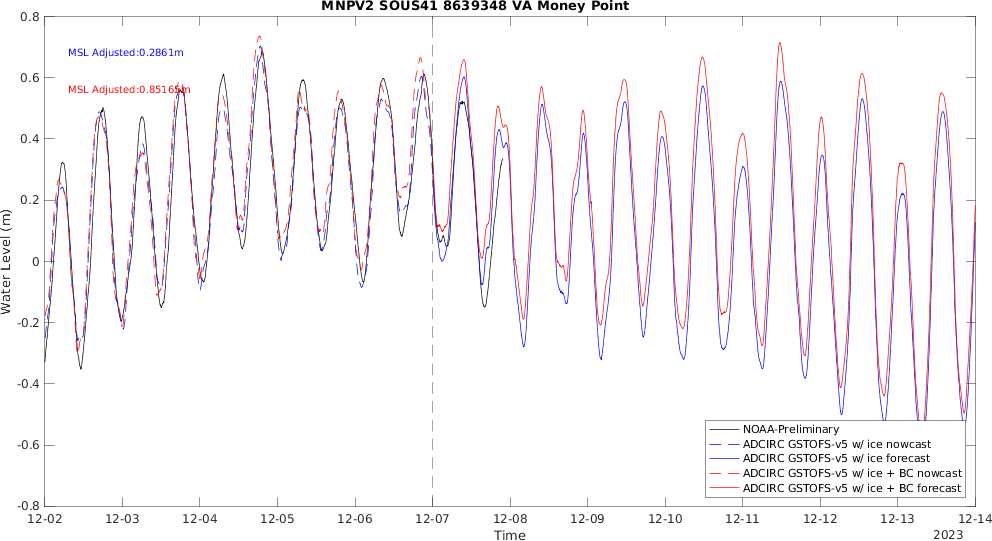 MNPV2 SOUS41 8639348 VA Money Point
MSL Adjusted:0.2861m
MSL Adjusted:0.85165m
Water Level (m)
0.8
0.6
0.4
0.2
0
-0.2
-0.4
-0.6
-0.8
NOAA-Preliminary
ADCIRC GSTOFS-v5 w/ ice nowcast
ADCIRC GSTOFS-v5 w/ ice forecast
ADCIRC GSTOFS-v5 w/ ice + BC nowcast
ADCIRC GSTOFS-v5 w/ ice + BC forecast
12-02 12-03 12-04 12-05 12-06 12-07 12-08 12-09 12-10 12-11 12-12 12-13 12-14
Time
2023